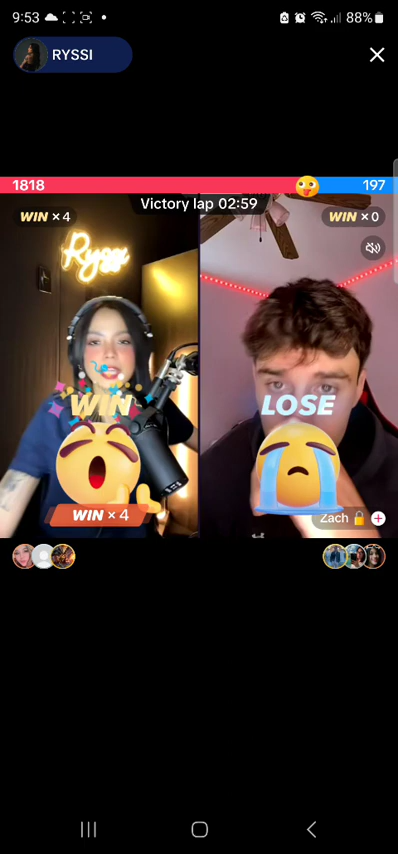 9:53
88%
RYSSI
1818
197
Victory lap 02:59
WIN ×4
WIN ×0
Ryssi
WIN
LOSE
WIN ×4
Zach